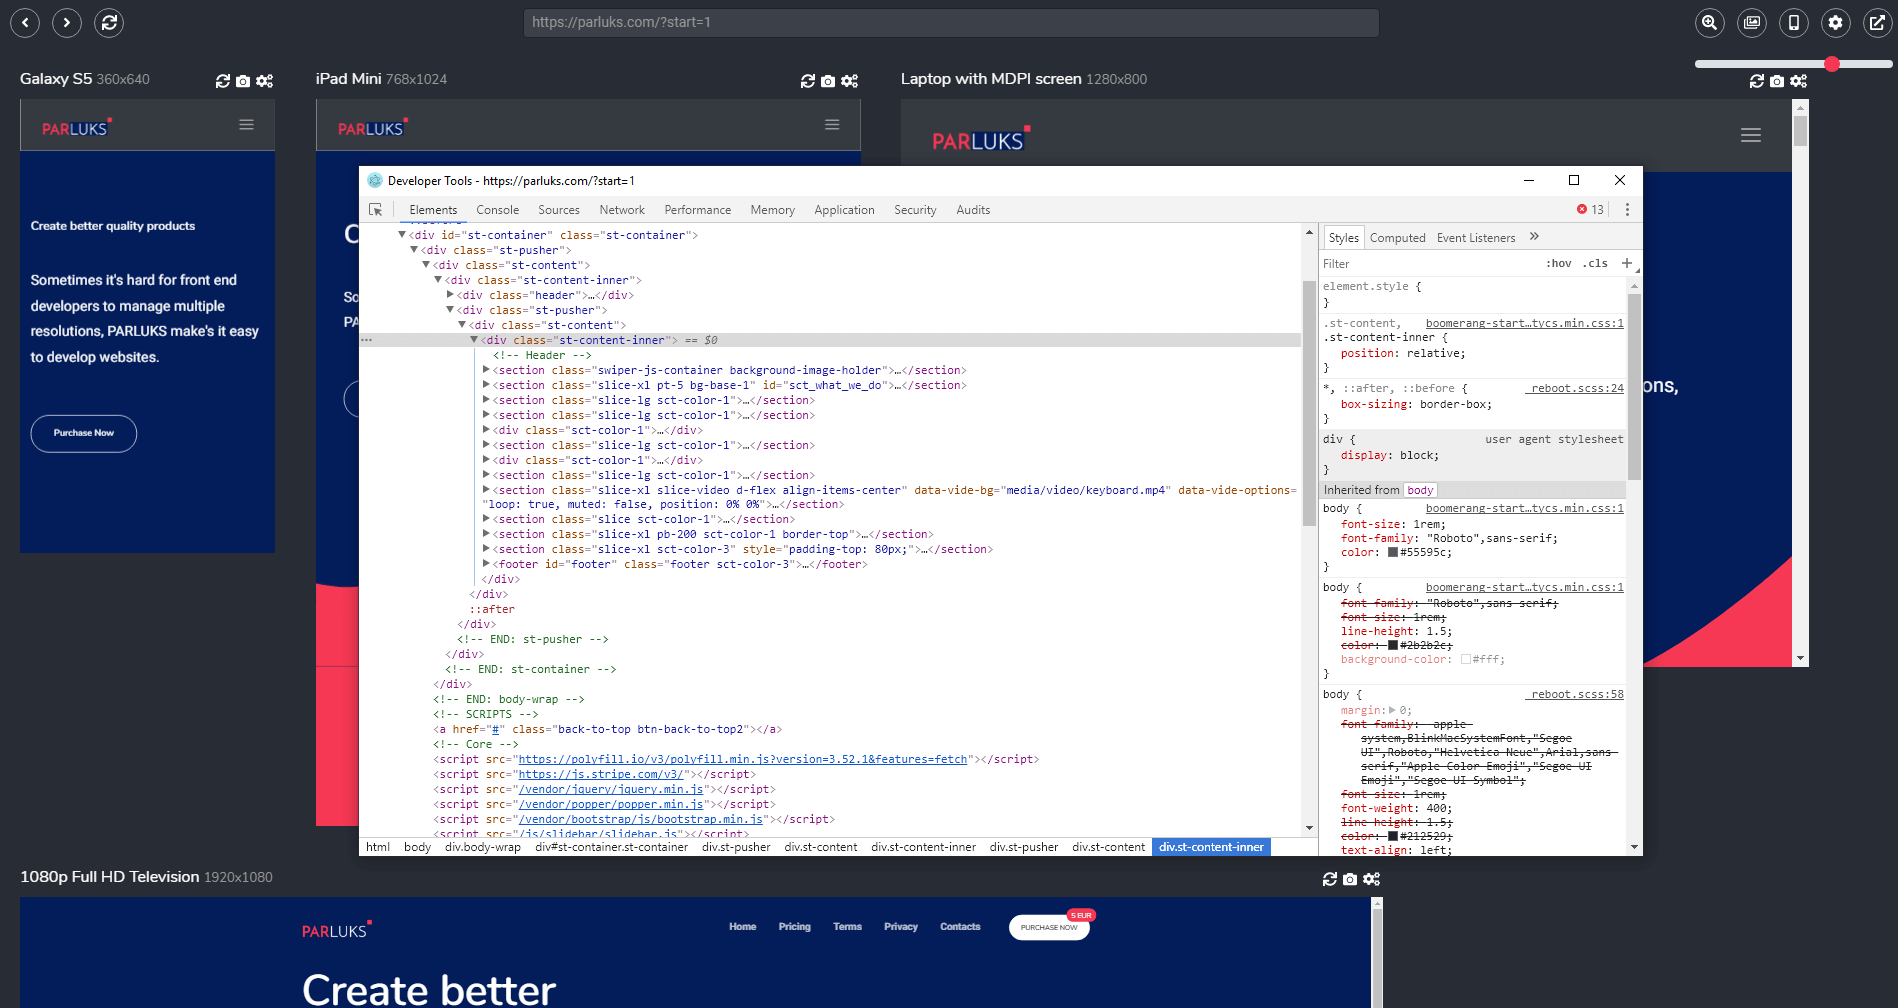 https://parluks.com/?start=1
Galaxy S5 360x640
iPad Mini 768x1024
Laptop with MDPI screen 1280x800
PARLUKS
PARLUKS
PARLUKS
Create better quality products
Sometimes it's hard for front end
developers to manage multiple
resolutions, PARLUKS make's it easy
to develop websites.
Purchase Now
C
So
PA
ons,
Developer Tools - https://parluks.com/?start=1
Elements Console Sources Network Performance Memory Application Security Audits 13
<div id="st-container" class="st-container">
<div class="st-pusher">
<div class="st-content">
<div class="st-content-inner">
<div class="header">…</div>
<div class="st-pusher">
<div class="st-content">
<div class="st-content-inner"> == $0
<!-- Header -->
<section class="swiper-js-container background-image-holder">…</section>
<section class="slice-xl pt-5 bg-base-1" id="sct_what_we_do">…</section>
<section class="slice-lg sct-color-1">…</section>
<section class="slice-lg sct-color-1">…</section>
<div class="sct-color-1">…</div>
<section class="slice-lg sct-color-1">…</section>
<div class="sct-color-1">…</div>
<section class="slice-lg sct-color-1">…</section>
<section class="slice-xl slice-video d-flex align-items-center" data-vide-bg="media/video/keyboard.mp4" data-vide-options=
"loop: true, muted: false, position: 0% 0%">…</section>
<section class="slice sct-color-1">…</section>
<section class="slice-xl pb-200 sct-color-1 border-top">…</section>
<section class="slice-xl sct-color-3" style="padding-top: 80px;">…</section>
<footer id="footer" class="footer sct-color-3">…</footer>
</div>
</div>
::after
</div>
<!-- END: st-pusher -->
</div>
<!-- END: st-container -->
</div>
<!-- END: body-wrap -->
<!-- SCRIPTS -->
<a href="#" class="back-to-top btn-back-to-top2"></a>
<!-- Core -->
<script src="https://polyfill.io/v3/polyfill.min.js?version=3.52.1&features=fetch"></script>
<script src="https://js.stripe.com/v3/"></script>
<script src="/vendor/jquery/jquery.min.js"></script>
<script src="/vendor/popper/popper.min.js"></script>
<script src="/vendor/bootstrap/js/bootstrap.min.js"></script>
<script src="/js/slidebar/slidebar.js"></script>
html body div.body-wrap div#st-container.st-container div.st-pusher div.st-content div.st-content-inner div.st-pusher div.st-content div.st-content-inner
Styles Computed Event Listeners »
Filter :hov .cls +
element.style {
}
.st-content, boomerang-start…tycs.min.css:1
.st-content-inner {
position: relative;
}
*, ::after, ::before { _reboot.scss:24
box-sizing: border-box;
}
div { user agent stylesheet
display: block;
}
Inherited from body
body { boomerang-start…tycs.min.css:1
font-size: 1rem;
font-family: "Roboto",sans-serif;
color: #55595c;
}
body { boomerang-start…tycs.min.css:1
font-family: "Roboto",sans-serif;
font-size: 1rem;
line-height: 1.5;
color: #2b2b2c;
background-color: #fff;
}
body { _reboot.scss:58
margin: 0;
font-family: -apple-
system,BlinkMacSystemFont,"Segoe
UI",Roboto,"Helvetica Neue",Arial,sans-
serif,"Apple Color Emoji","Segoe UI
Emoji","Segoe UI Symbol";
font-size: 1rem;
font-weight: 400;
line-height: 1.5;
color: #212529;
text-align: left;
1080p Full HD Television 1920x1080
PARLUKS
Home Pricing Terms Privacy Contacts PURCHASE NOW 5 EUR
Create better